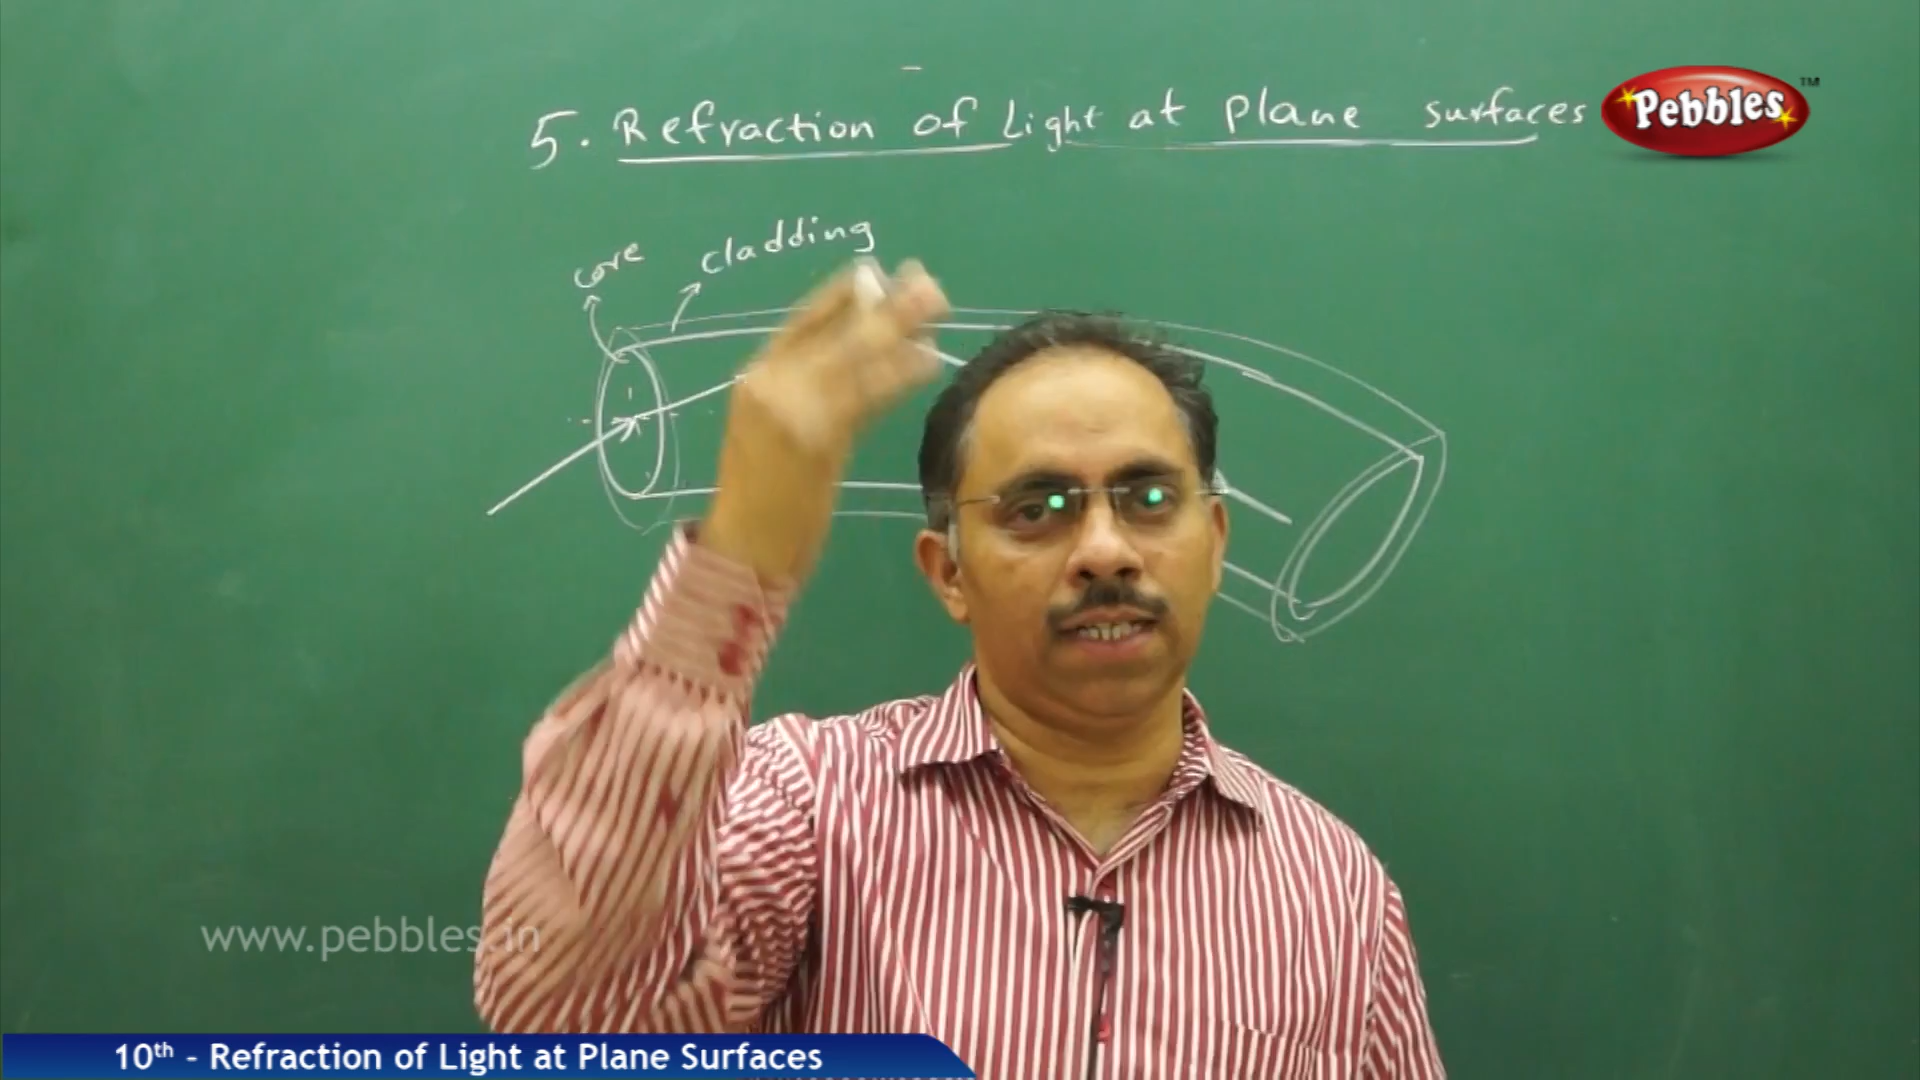 5. Refraction of Light at plane surfaces
Pebbles™
core
cladding
www.pebbles.in
10th - Refraction of Light at Plane Surfaces